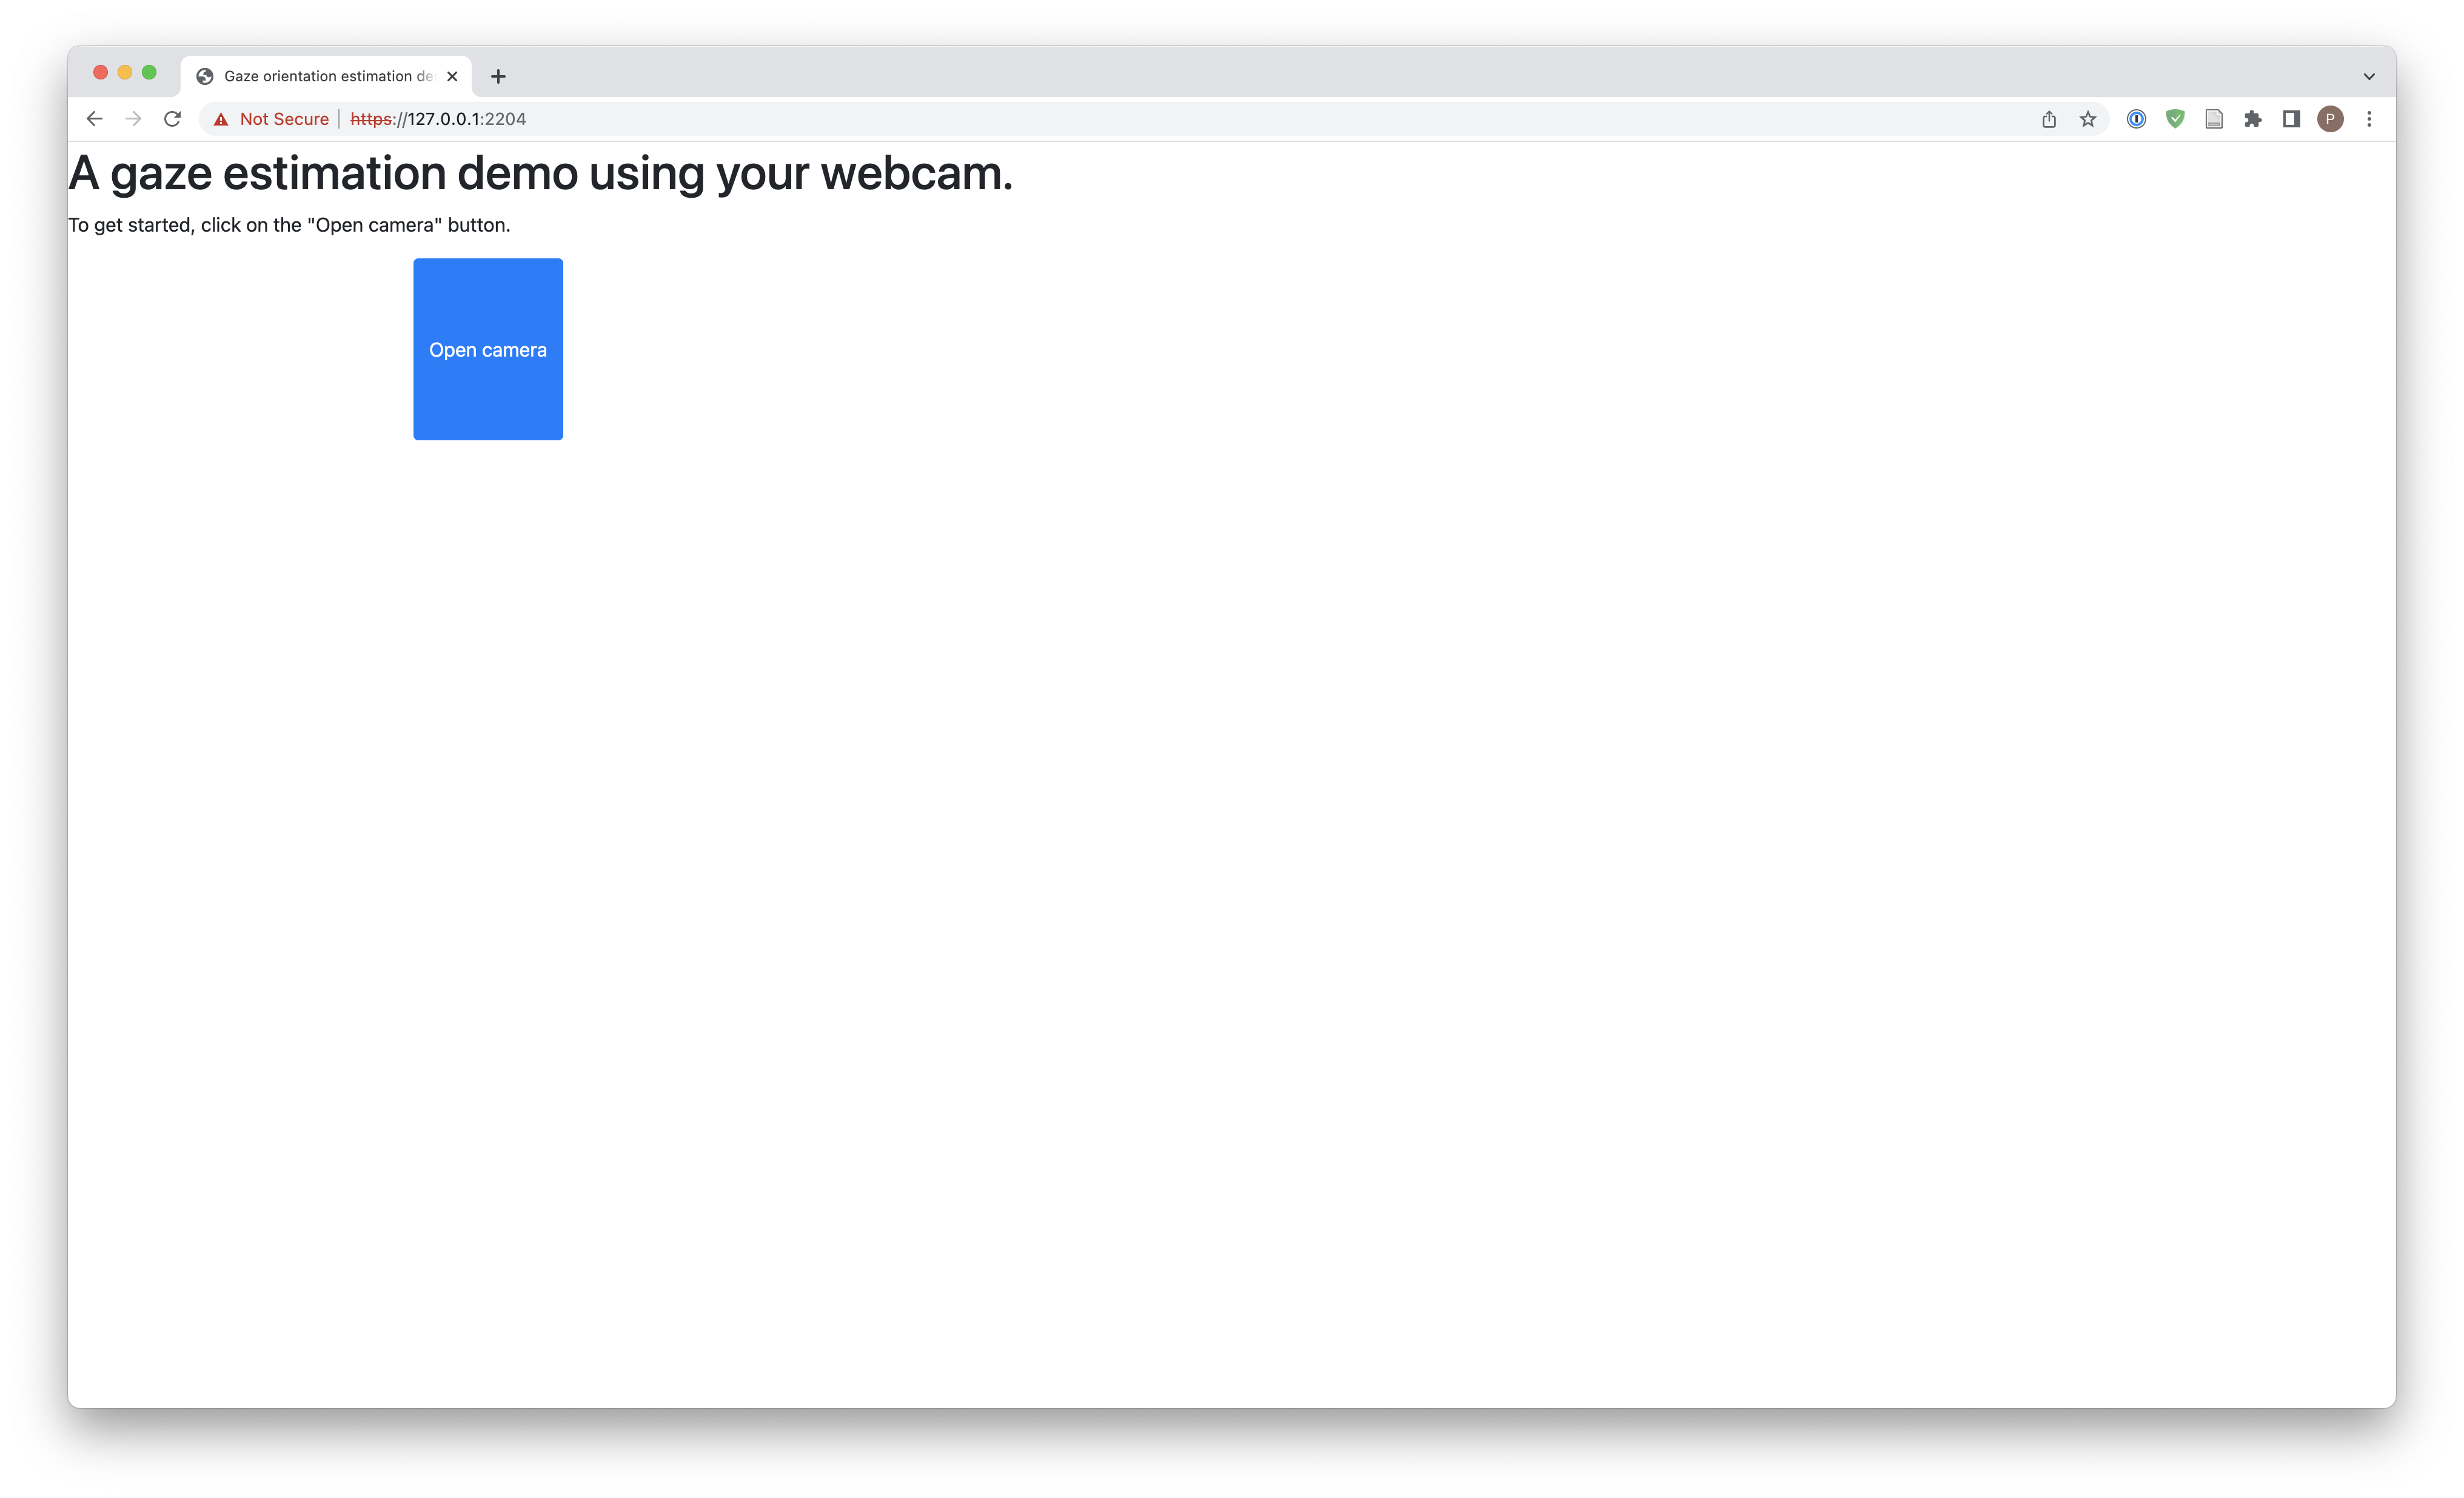 Gaze orientation estimation de
Not Secure | https://127.0.0.1:2204
P
A gaze estimation demo using your webcam.
To get started, click on the "Open camera" button.
Open camera